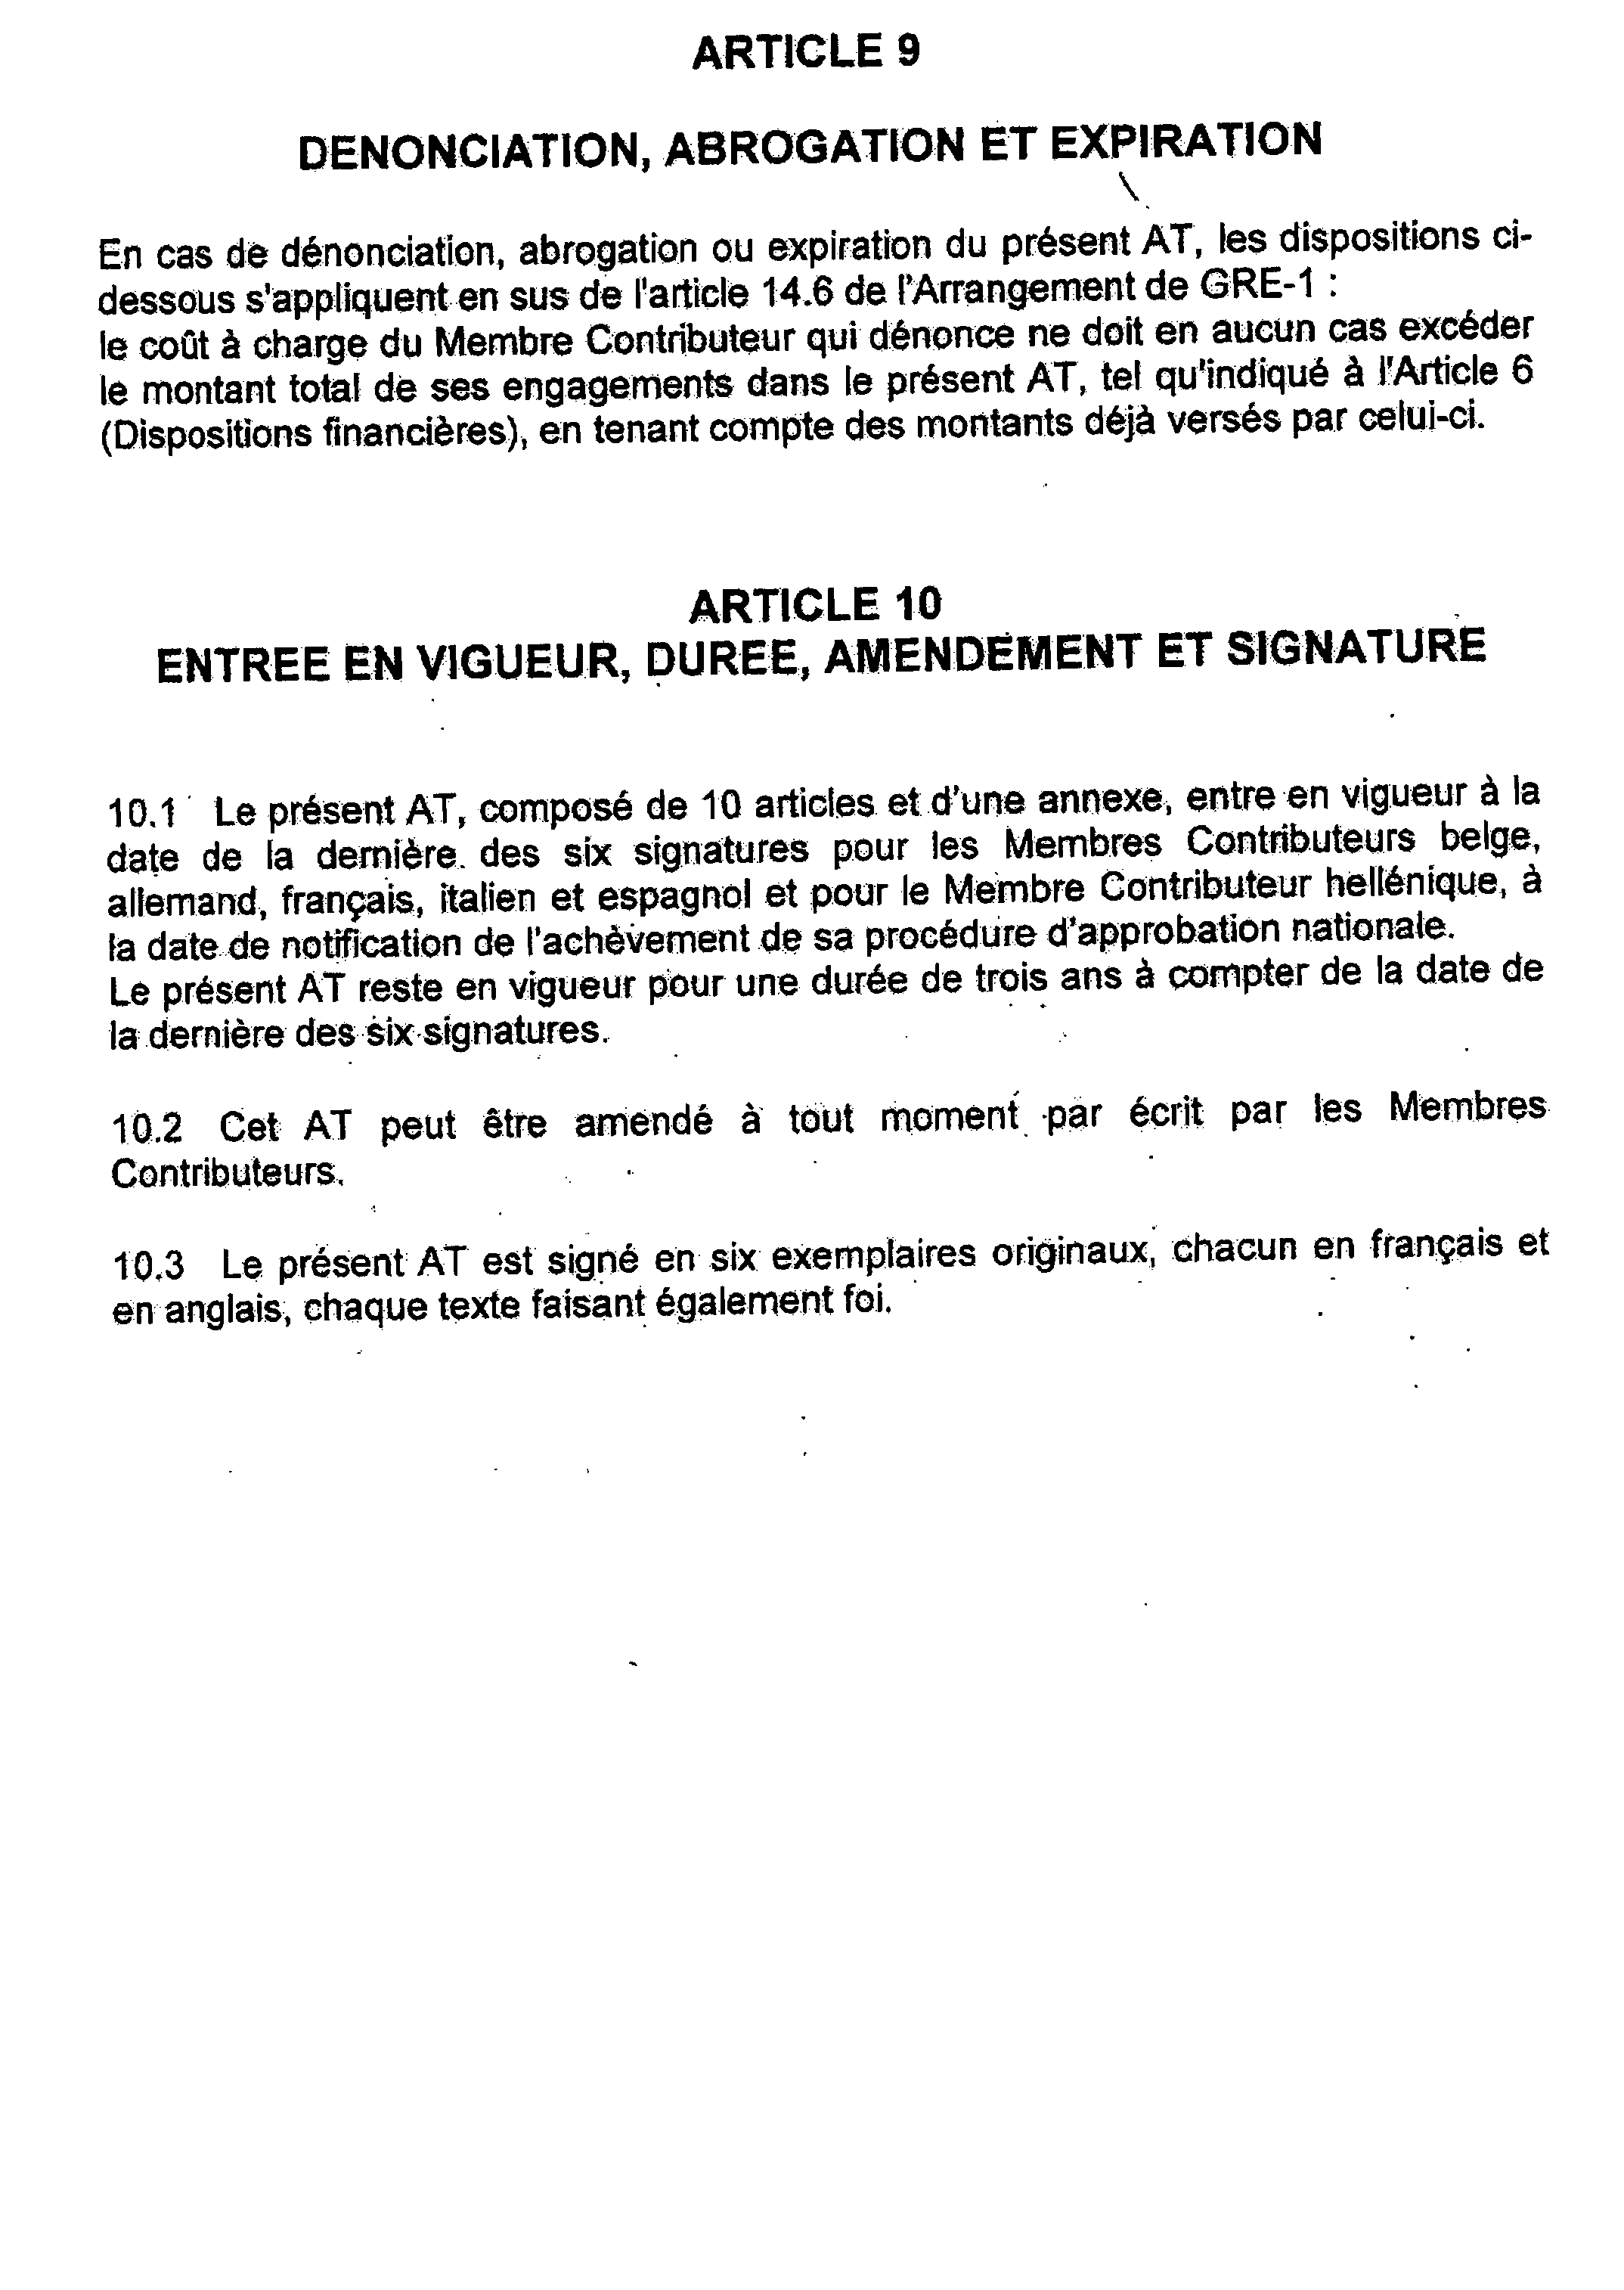 ARTICLE 9
DENONCIATION, ABROGATION ET EXPIRATION
En cas de dénonciation, abrogation ou expiration du présent AT, les dispositions ci-
dessous s'appliquent en sus de l'article 14.6 de l'Arrangement de GRE-1 :
le coût à charge du Membre Contributeur qui dénonce ne doit en aucun cas excéder
le montant total de ses engagements dans le présent AT, tel qu'indiqué à l'Article 6
(Dispositions financières), en tenant compte des montants déjà versés par celui-ci.
ARTICLE 10
ENTREE EN VIGUEUR, DUREE, AMENDEMENT ET SIGNATURE
10.1 Le présent AT, composé de 10 articles et d'une annexe, entre en vigueur à la
date de la dernière des six signatures pour les Membres Contributeurs belge,
allemand, français, italien et espagnol et pour le Membre Contributeur hellénique, à
la date de notification de l'achèvement de sa procédure d'approbation nationale.
Le présent AT reste en vigueur pour une durée de trois ans à compter de la date de
la dernière des six signatures.
10.2 Cet AT peut être amendé à tout moment par écrit par les Membres
Contributeurs.
10.3 Le présent AT est signé en six exemplaires originaux, chacun en français et
en anglais, chaque texte faisant également foi.